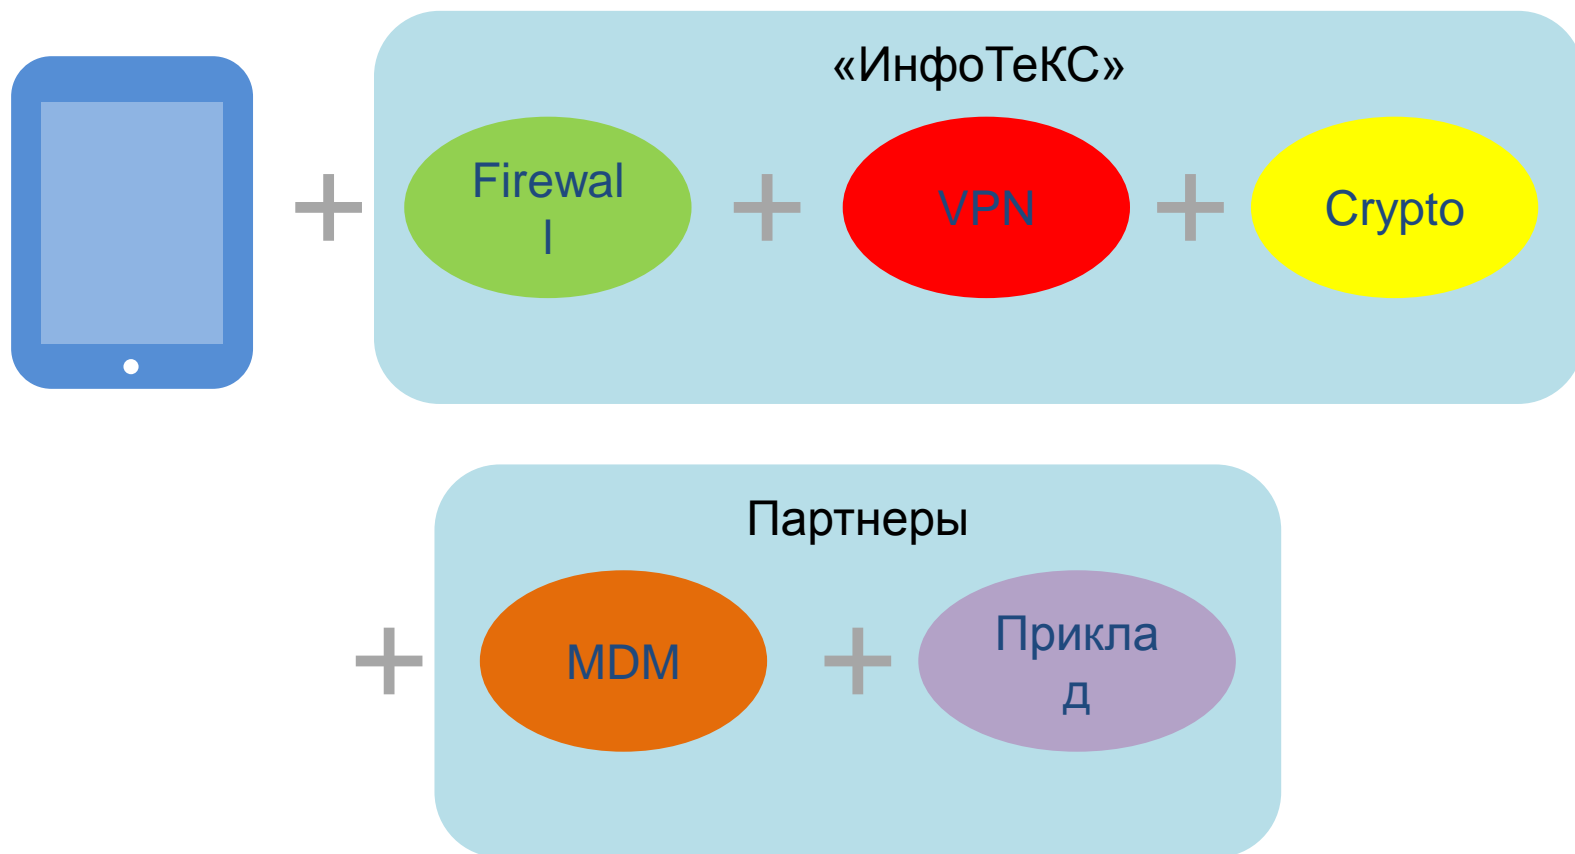 «ИнфоТеКС»
Firewal
l
VPN
Crypto
Партнеры
MDM
Прикла
д